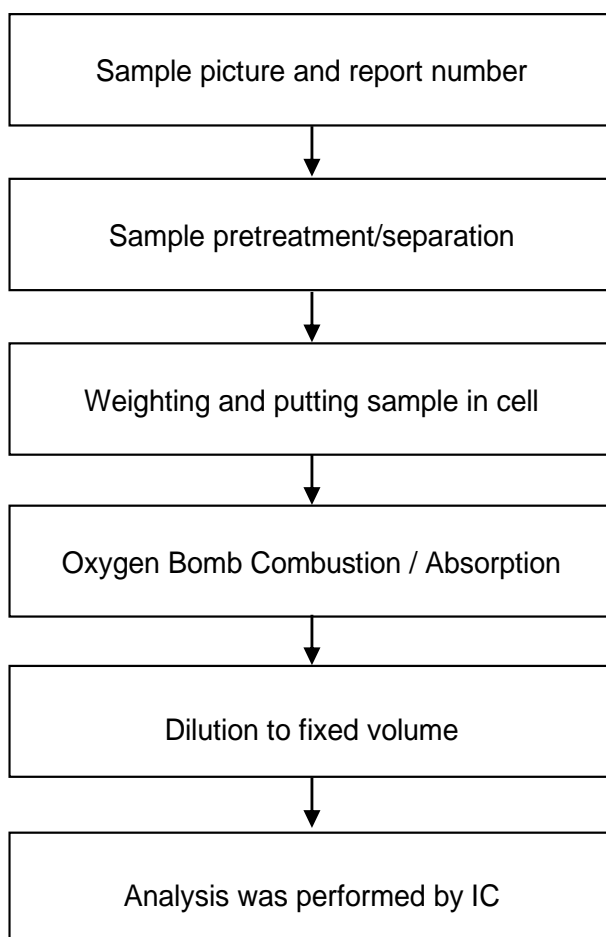 Sample picture and report number
Sample pretreatment/separation
Weighting and putting sample in cell
Oxygen Bomb Combustion / Absorption
Dilution to fixed volume
Analysis was performed by IC